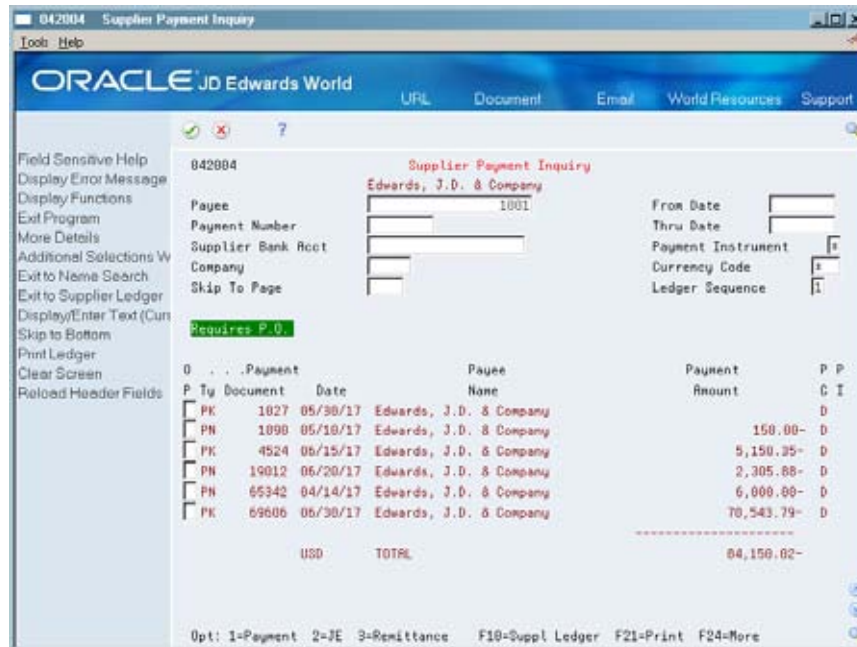 042004 Supplier Payment Inquiry
Tools Help
ORACLE JD Edwards World
URL Document Email World Resources Support
?
Field Sensitive Help
Display Error Message
Display Functions
Exit Program
More Details
Additional Selections W
Exit to Name Search
Exit to Supplier Ledger
Display/Enter Text (Curr
Skip to Bottom
Print Ledger
Clear Screen
Reload Header Fields
042004 Supplier Payment Inquiry
Edwards, J.D. & Company
Payee 1001 From Date
Payment Number Thru Date
Supplier Bank Acct Payment Instrument *
Company Currency Code *
Skip To Page Ledger Sequence 1
Requires P.O.
O . . .Payment Payee Payment P P
P Ty Document Date Name Amount C I
PK 1027 05/30/17 Edwards, J.D. & Company D
PN 1090 05/10/17 Edwards, J.D. & Company 150.00- D
PK 4524 06/15/17 Edwards, J.D. & Company 5,150.35- D
PN 19012 06/20/17 Edwards, J.D. & Company 2,305.88- D
PN 65342 04/14/17 Edwards, J.D. & Company 6,000.00- D
PK 69606 06/30/17 Edwards, J.D. & Company 70,543.79- D
USD TOTAL 84,150.02-
Opt: 1=Payment 2=JE 3=Remittance F10=Suppl Ledger F21=Print F24=More